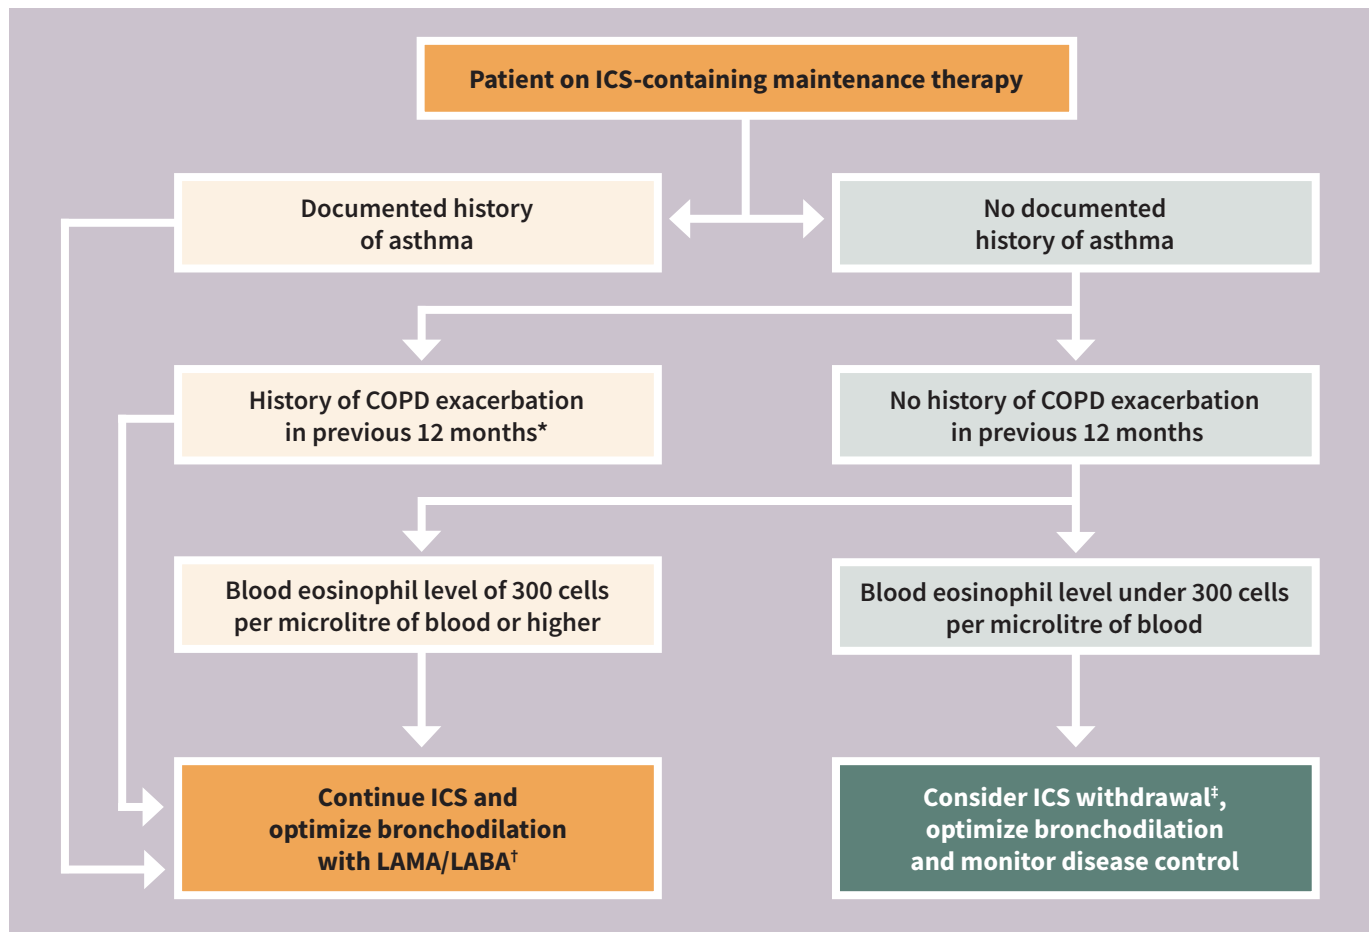 Patient on ICS-containing maintenance therapy
Documented history
of asthma
No documented
history of asthma
History of COPD exacerbation
in previous 12 months*
No history of COPD exacerbation
in previous 12 months
Blood eosinophil level of 300 cells
per microlitre of blood or higher
Blood eosinophil level under 300 cells
per microlitre of blood
Continue ICS and
optimize bronchodilation
with LAMA/LABA†
Consider ICS withdrawal‡,
optimize bronchodilation
and monitor disease control